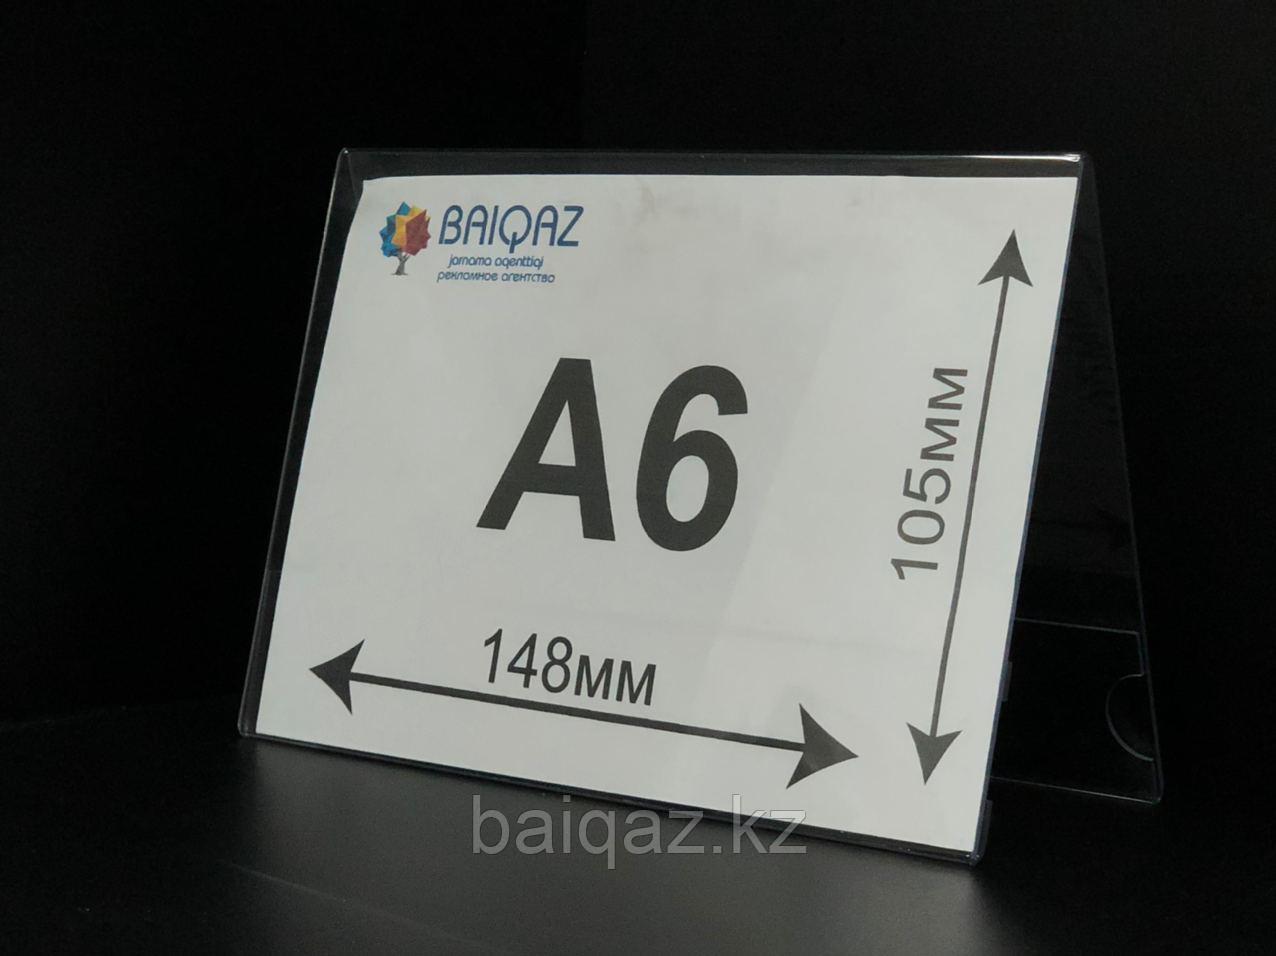 BAIQAZ
jarnama agenttigi
рекламное агентство
A6
105мм
148мм
baiqaz.kz